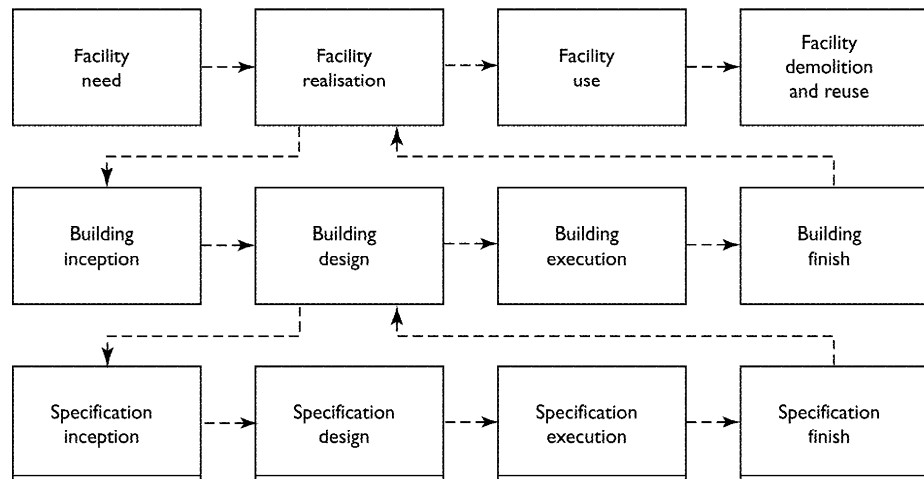 Facility
need
Facility
realisation
Facility
use
Facility
demolition
and reuse
Building
inception
Building
design
Building
execution
Building
finish
Specification
inception
Specification
design
Specification
execution
Specification
finish